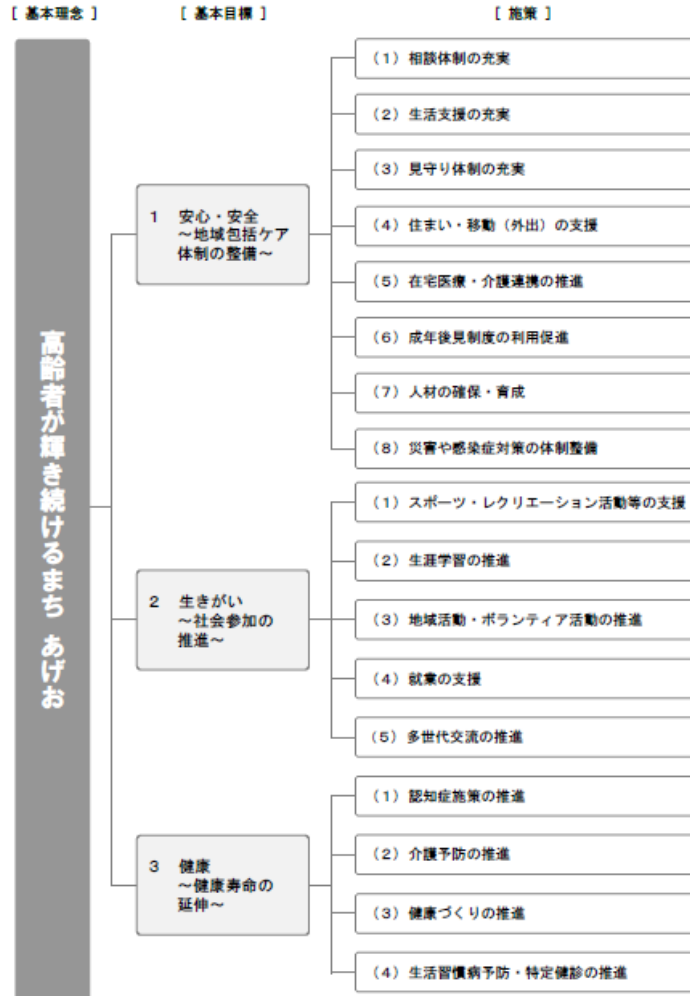 [ 基本理念 ]
[ 基本目標 ]
[ 施策 ]
高齢者が輝き続けるまち あげお
1 安心・安全
～地域包括ケア
体制の整備～
(1) 相談体制の充実
(2) 生活支援の充実
(3) 見守り体制の充実
(4) 住まい・移動(外出)の支援
(5) 在宅医療・介護連携の推進
(6) 成年後見制度の利用促進
(7) 人材の確保・育成
(8) 災害や感染症対策の体制整備
2 生きがい
～社会参加の
推進～
(1) スポーツ・レクリエーション活動等の支援
(2) 生涯学習の推進
(3) 地域活動・ボランティア活動の推進
(4) 就業の支援
(5) 多世代交流の推進
3 健康
～健康寿命の
延伸～
(1) 認知症施策の推進
(2) 介護予防の推進
(3) 健康づくりの推進
(4) 生活習慣病予防・特定健診の推進